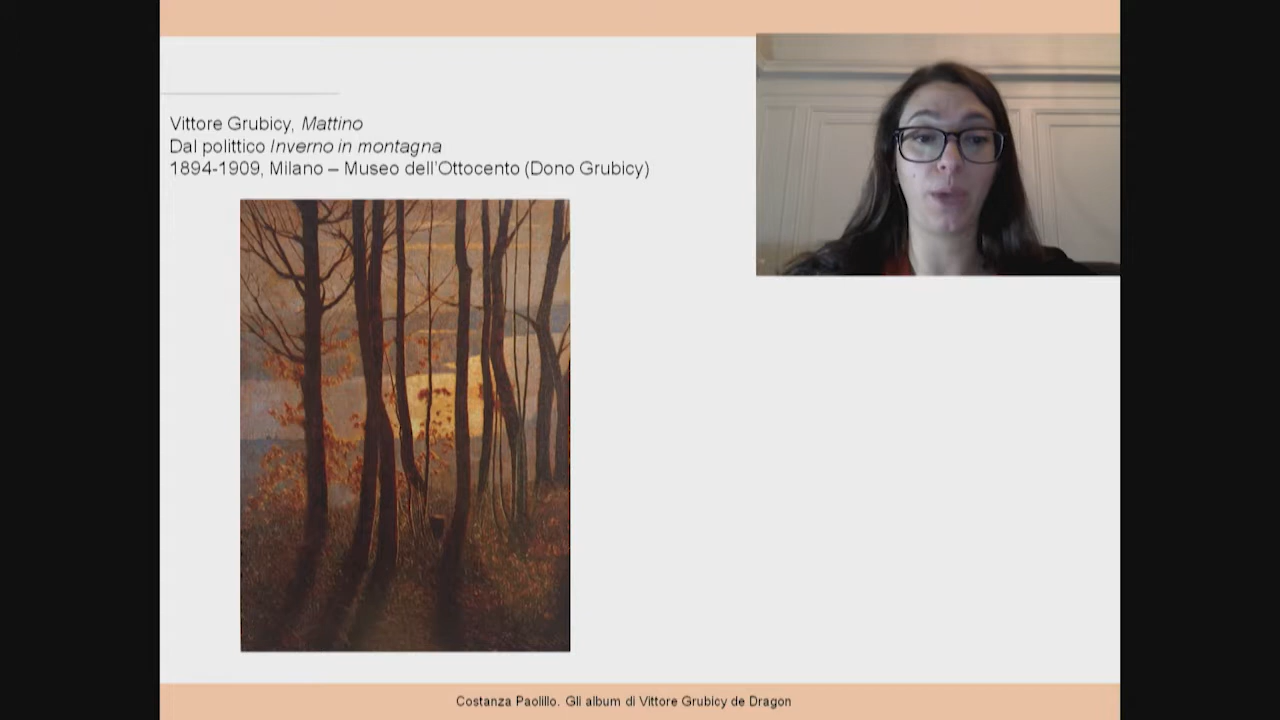 Vittore Grubicy, Mattino
Dal polittico Inverno in montagna
1894-1909, Milano – Museo dell'Ottocento (Dono Grubicy)
Costanza Paolillo. Gli album di Vittore Grubicy de Dragon